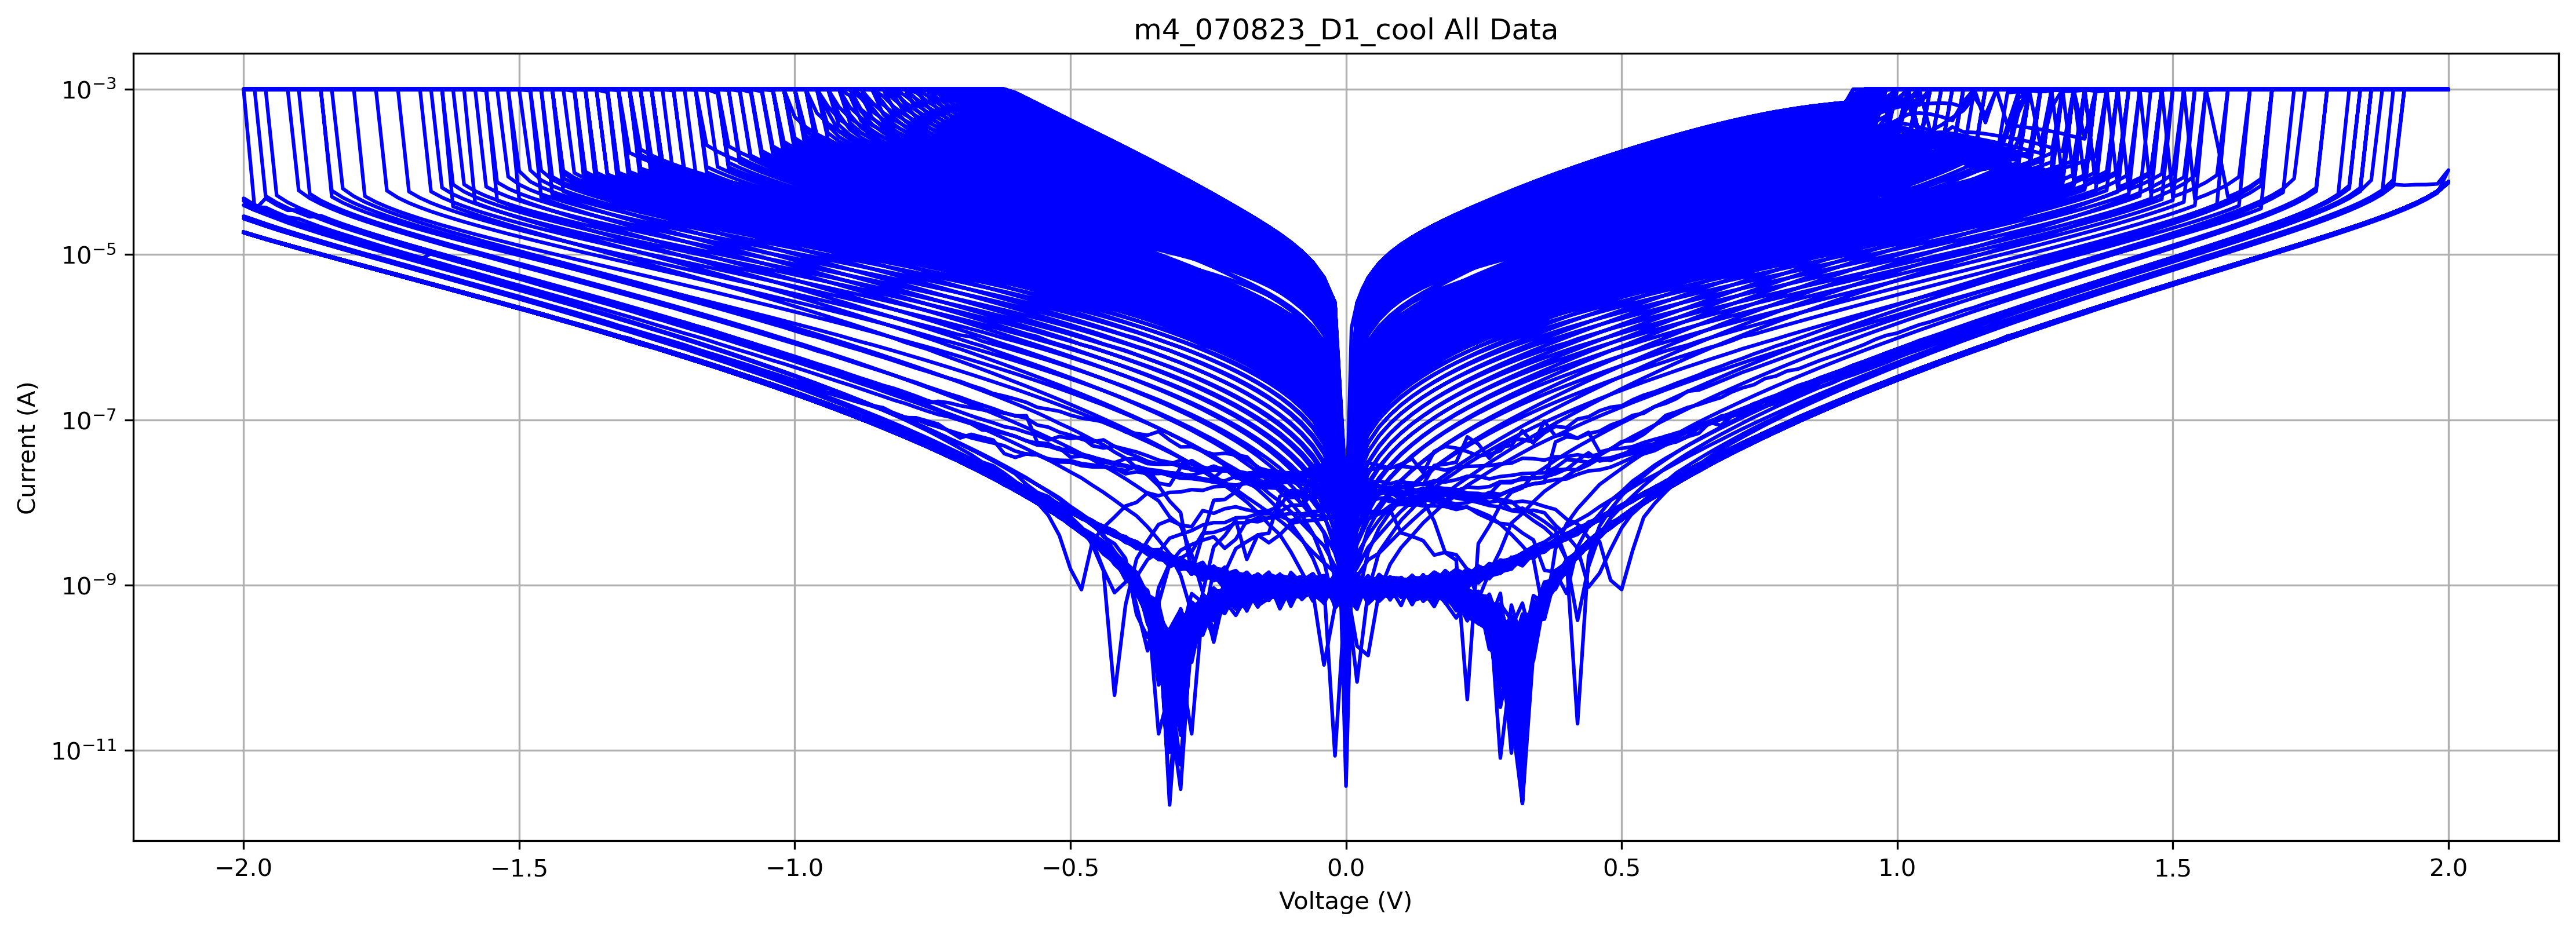 m4_070823_D1_cool All Data
10⁻³
10⁻⁵
10⁻⁷
10⁻⁹
10⁻¹¹
Current (A)
−2.0 −1.5 −1.0 −0.5 0.0 0.5 1.0 1.5 2.0
Voltage (V)